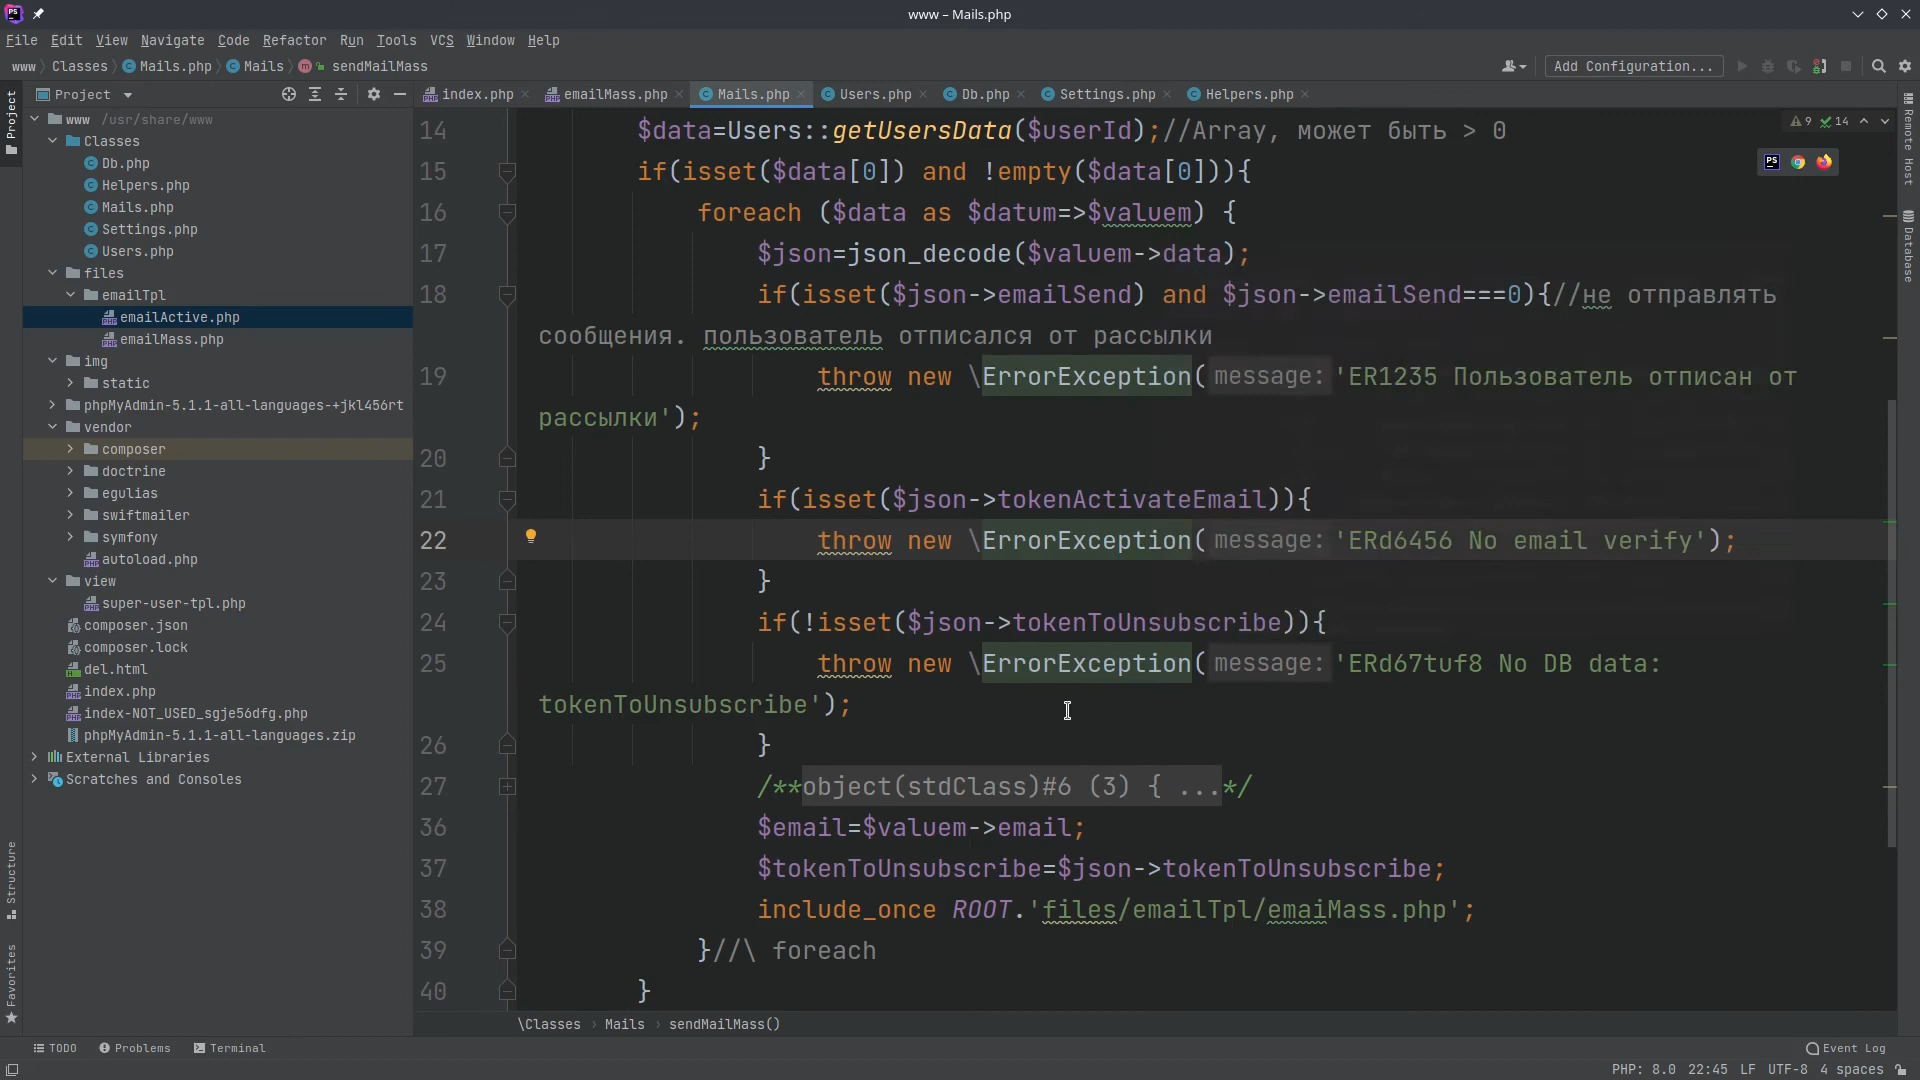 www – Mails.php
File Edit View Navigate Code Refactor Run Tools VCS Window Help
www Classes Mails.php Mails sendMailMass
Add Configuration...
Project
index.php emailMass.php Mails.php Users.php Db.php Settings.php Helpers.php
Project
Structure
Favorites
www /usr/share/www
Classes
Db.php
Helpers.php
Mails.php
Settings.php
Users.php
files
emailTpl
emailActive.php
emailMass.php
img
static
phpMyAdmin-5.1.1-all-languages-+jkl456rt
vendor
composer
doctrine
egulias
swiftmailer
symfony
autoload.php
view
super-user-tpl.php
composer.json
composer.lock
del.html
index.php
index-NOT_USED_sgje56dfg.php
phpMyAdmin-5.1.1-all-languages.zip
External Libraries
Scratches and Consoles
14 $data=Users::getUsersData($userId);//Array, может быть > 0
15 if(isset($data[0]) and !empty($data[0])){
16 foreach ($data as $datum=>$valuem) {
17 $json=json_decode($valuem->data);
18 if(isset($json->emailSend) and $json->emailSend===0){//не отправлять
сообщения. пользователь отписался от рассылки
19 throw new \ErrorException( message: 'ER1235 Пользователь отписан от
рассылки');
20 }
21 if(isset($json->tokenActivateEmail)){
22 throw new \ErrorException( message: 'ERd6456 No email verify');
23 }
24 if(!isset($json->tokenToUnsubscribe)){
25 throw new \ErrorException( message: 'ERd67tuf8 No DB data:
tokenToUnsubscribe');
26 }
27 /**object(stdClass)#6 (3) { ...*/
36 $email=$valuem->email;
37 $tokenToUnsubscribe=$json->tokenToUnsubscribe;
38 include_once ROOT.'files/emailTpl/emaiMass.php';
39 }//\ foreach
40 }
9 14
PS
Remote Host
Database
\Classes Mails sendMailMass()
TODO Problems Terminal
Event Log
PHP: 8.0 22:45 LF UTF-8 4 spaces